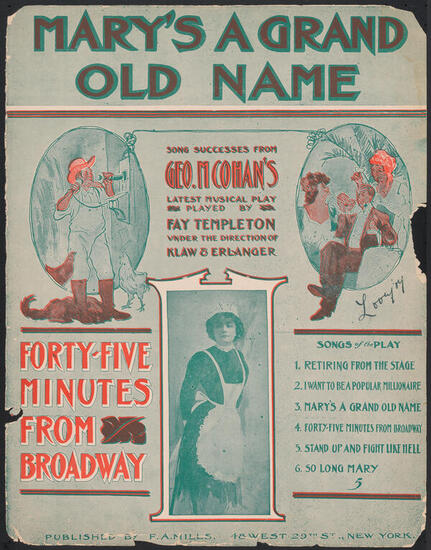 MARY'S A GRAND
OLD NAME
SONG SUCCESSES FROM
GEO. M COHAN'S
LATEST MUSICAL PLAY
PLAYED BY
FAY TEMPLETON
UNDER THE DIRECTION OF
KLAW & ERLANGER
FORTY-FIVE
MINUTES
FROM
BROADWAY
SONGS of the PLAY
1. RETIRING FROM THE STAGE
2. I WANT TO BE A POPULAR MILLIONAIRE
3. MARY'S A GRAND OLD NAME
4. FORTY-FIVE MINUTES FROM BROADWAY
5. STAND UP AND FIGHT LIKE HELL
6. SO LONG MARY
5
PUBLISHED BY F. A. MILLS. 48 WEST 29TH ST., NEW YORK.